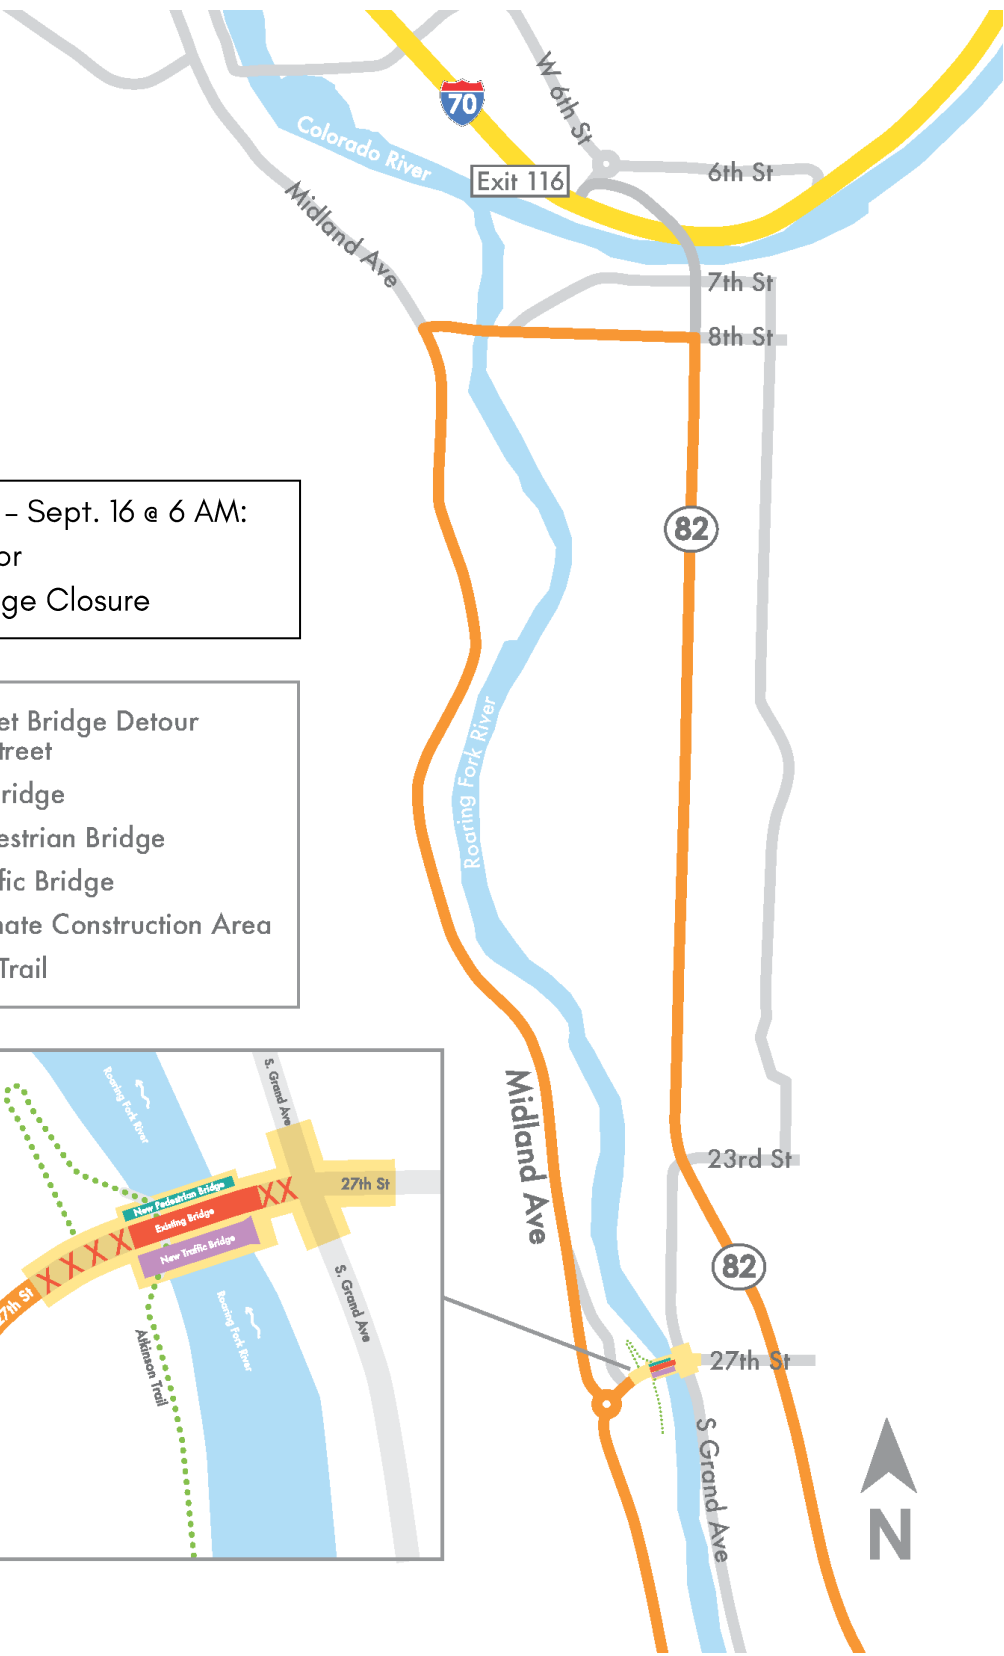 70
W 6th St
Colorado River
Exit 116
6th St
Midland Ave
7th St
8th St
– Sept. 16 @ 6 AM:
or
ge Closure
82
et Bridge Detour
treet
ridge
estrian Bridge
fic Bridge
nate Construction Area
Trail
Roaring Fork River
Midland Ave
23rd St
82
27th St
S Grand Ave
N
Roaring Fork River
S. Grand Ave
27th St
New Pedestrian Bridge
Existing Bridge
New Traffic Bridge
27th St
Atkinson Trail
Roaring Fork River
S. Grand Ave